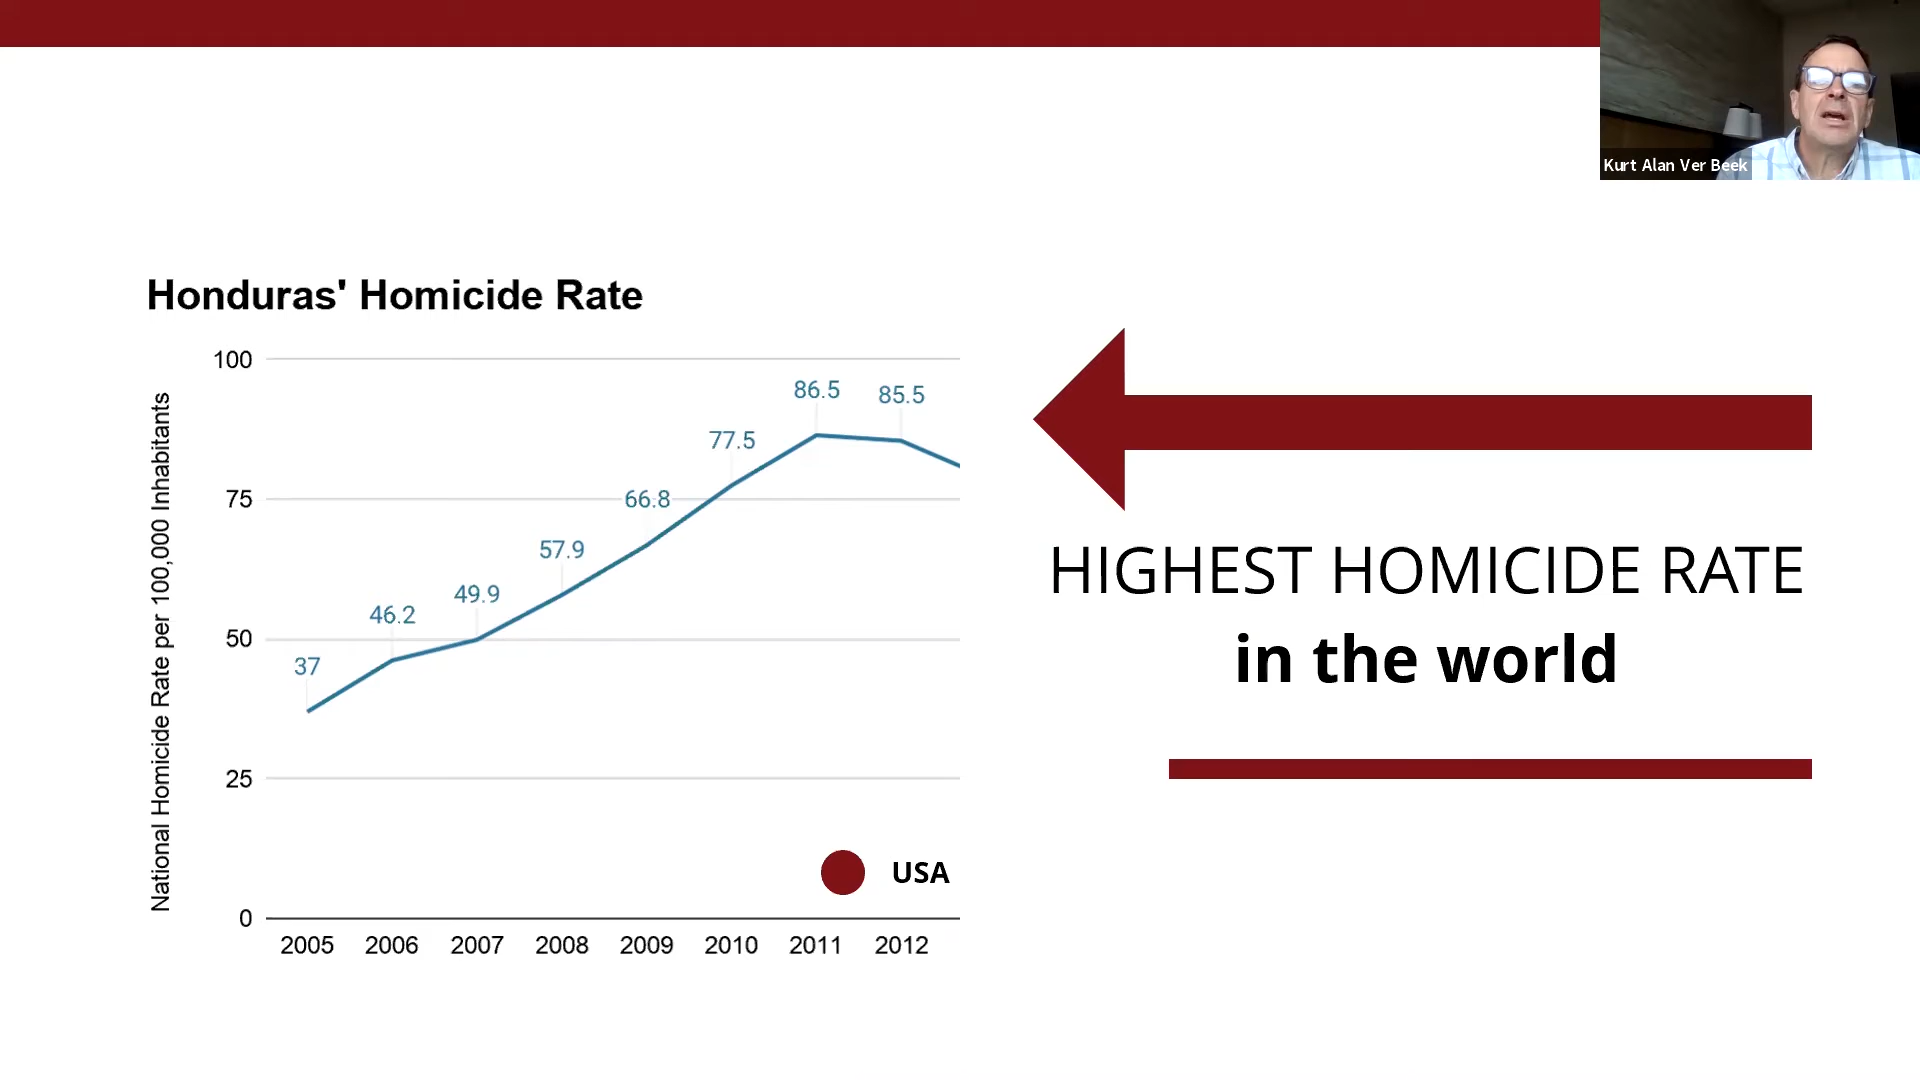 Kurt Alan Ver Beek
Honduras' Homicide Rate
National Homicide Rate per 100,000 Inhabitants
100
75
50
25
0
37
46.2
49.9
57.9
66.8
77.5
86.5
85.5
USA
2005 2006 2007 2008 2009 2010 2011 2012
HIGHEST HOMICIDE RATE
in the world